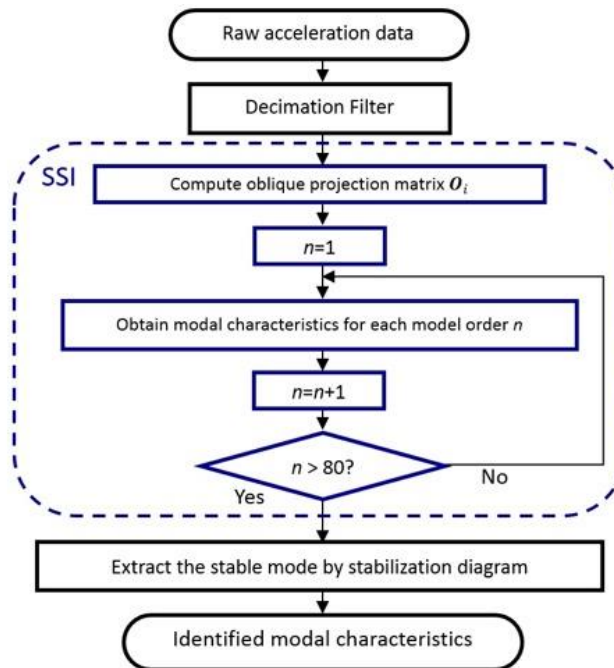 Raw acceleration data
Decimation Filter
SSI
Compute oblique projection matrix Oi
n=1
Obtain modal characteristics for each model order n
n=n+1
n > 80?
No
Yes
Extract the stable mode by stabilization diagram
Identified modal characteristics